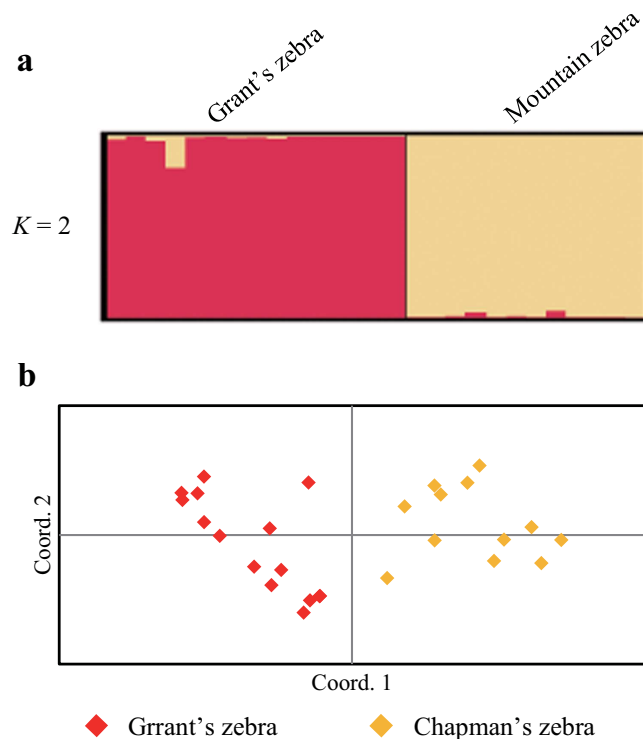 a
Grant's zebra
Mountain zebra
K = 2
b
Coord. 2
Coord. 1
Grrant's zebra
Chapman's zebra